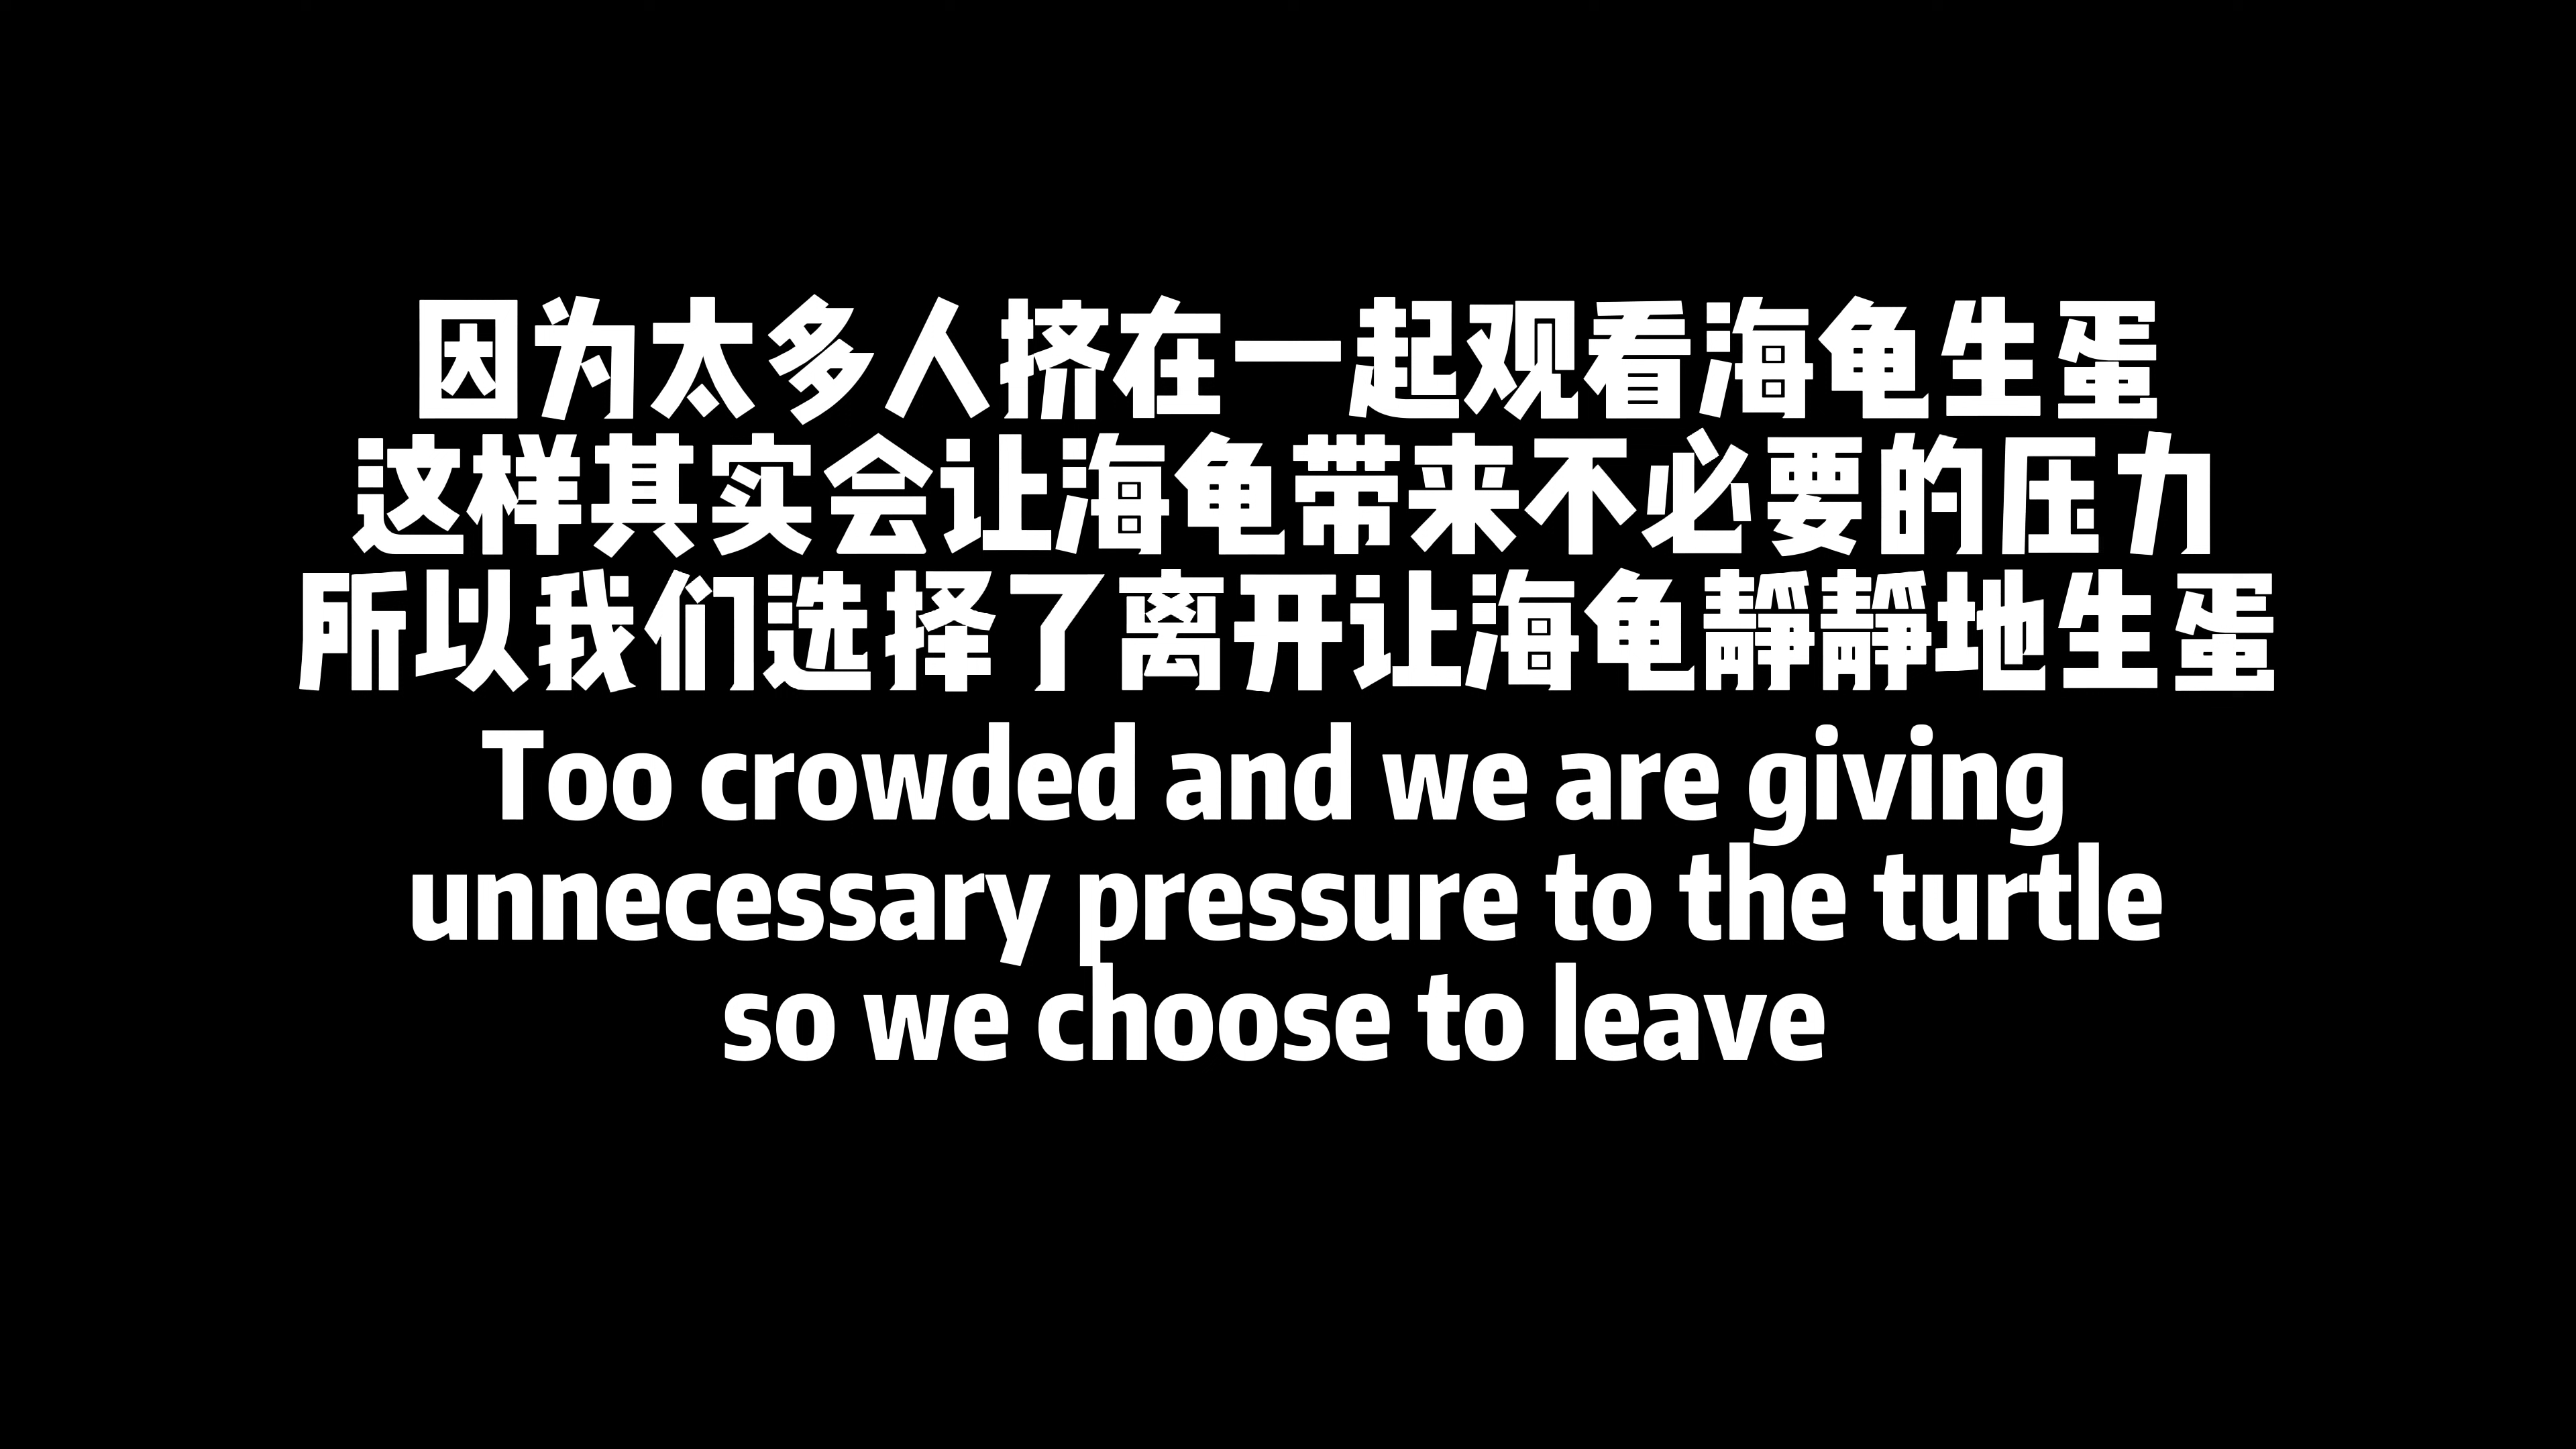 因为太多人挤在一起观看海龟生蛋
这样其实会让海龟带来不必要的压力
所以我们选择了离开让海龟靜靜地生蛋
Too crowded and we are giving
unnecessary pressure to the turtle
so we choose to leave